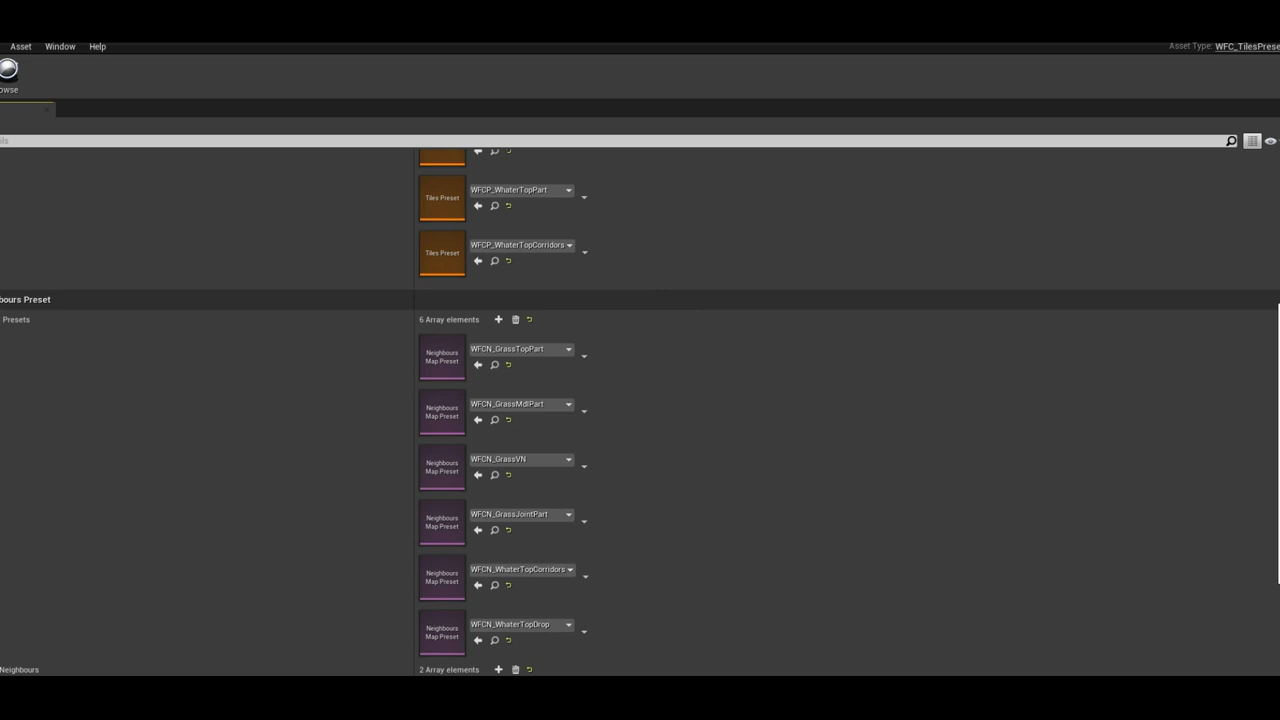 Asset Window Help
Asset Type: WFC_TilesPrese
owse
ils
Tiles Preset
WFCP_WhaterTopPart
Tiles Preset
WFCP_WhaterTopCorridors
bours Preset
Presets
6 Array elements
Neighbours
Map Preset
WFCN_GrassTopPart
Neighbours
Map Preset
WFCN_GrassMdlPart
Neighbours
Map Preset
WFCN_GrassVN
Neighbours
Map Preset
WFCN_GrassJointPart
Neighbours
Map Preset
WFCN_WhaterTopCorridors
Neighbours
Map Preset
WFCN_WhaterTopDrop
Neighbours
2 Array elements